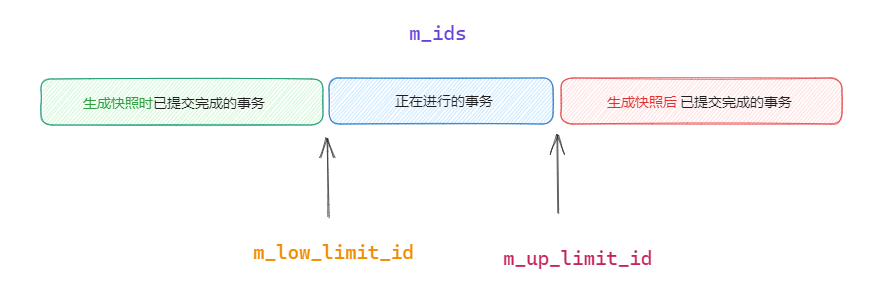 m_ids
生成快照时已提交完成的事务
正在进行的事务
生成快照后 已提交完成的事务
m_low_limit_id
m_up_limit_id